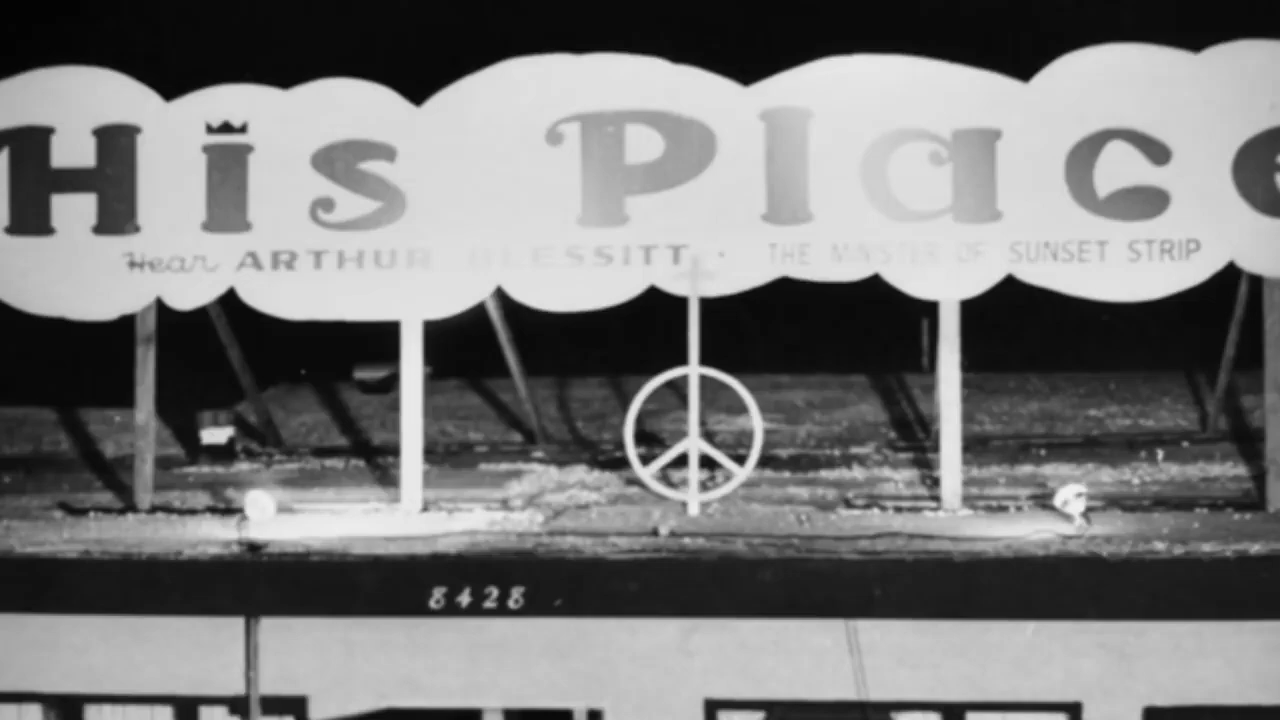 His Place
Hear ARTHUR BLESSITT · THE MINISTER OF SUNSET STRIP
8428